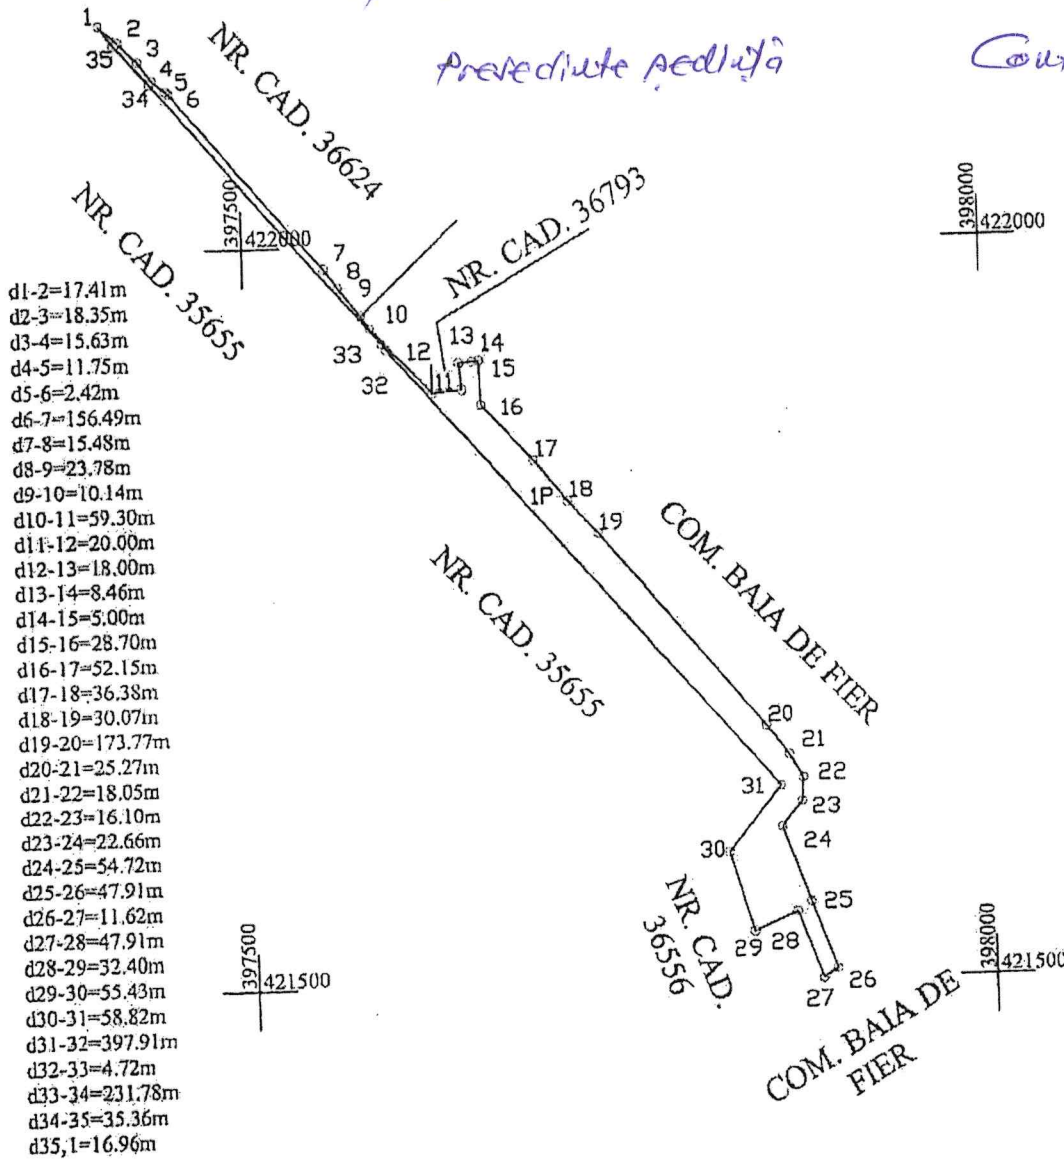 Președinte ședință
1
2
35
3
4
5
34
6
NR. CAD. 36624
NR. CAD. 35655
397500
422000
NR. CAD. 36793
398000
422000
7
8
9
10
33
32
12
11
13
14
15
16
17
1P
18
19
COM. BAIA DE FIER
NR. CAD. 35655
20
21
22
31
23
24
30
25
NR. CAD.
36556
29
28
26
27
397500
421500
398000
421500
COM. BAIA DE
FIER
d1-2=17.41m
d2-3=18.35m
d3-4=15.63m
d4-5=11.75m
d5-6=2.42m
d6-7=156.49m
d7-8=15.48m
d8-9=23.78m
d9-10=10.14m
d10-11=59.30m
d11-12=20.00m
d12-13=18.00m
d13-14=8.46m
d14-15=5.00m
d15-16=28.70m
d16-17=52.15m
d17-18=36.38m
d18-19=30.07m
d19-20=173.77m
d20-21=25.27m
d21-22=18.05m
d22-23=16.10m
d23-24=22.66m
d24-25=54.72m
d25-26=47.91m
d26-27=11.62m
d27-28=47.91m
d28-29=32.40m
d29-30=55.43m
d30-31=58.82m
d31-32=397.91m
d32-33=4.72m
d33-34=231.78m
d34-35=35.36m
d35,1=16.96m